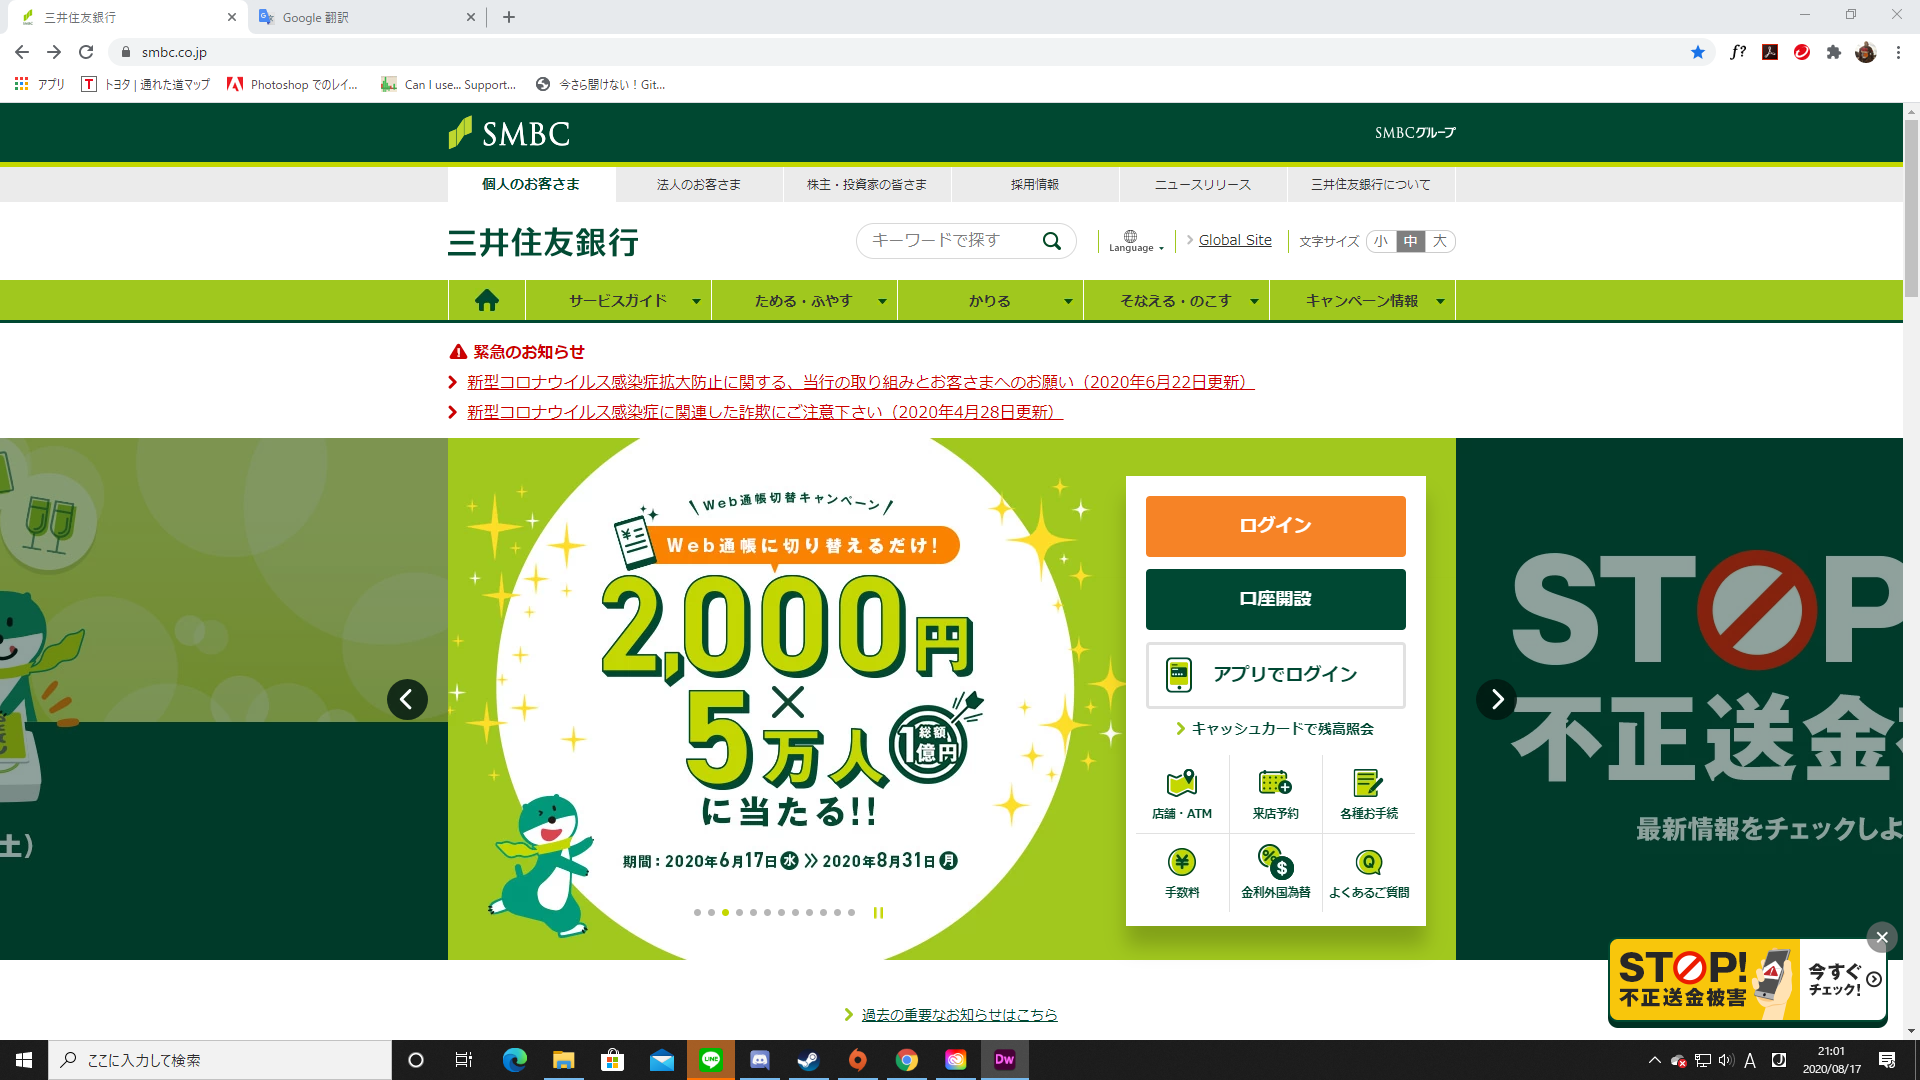 三井住友銀行
Google 翻訳
smbc.co.jp
アプリ
トヨタ | 通れた道マップ
Photoshop でのレイ...
Can I use... Support...
今さら聞けない！Git...
SMBC
SMBCグループ
個人のお客さま
法人のお客さま
株主・投資家の皆さま
採用情報
ニュースリリース
三井住友銀行について
三井住友銀行
キーワードで探す
Language
Global Site
文字サイズ
小
中
大
サービスガイド
ためる・ふやす
かりる
そなえる・のこす
キャンペーン情報
緊急のお知らせ
新型コロナウイルス感染症拡大防止に関する、当行の取り組みとお客さまへのお願い（2020年6月22日更新）
新型コロナウイルス感染症に関連した詐欺にご注意下さい（2020年4月28日更新）
土)
\ Web通帳切替キャンペーン /
Web通帳に切り替えるだけ！
2,000円
×
5万人
総額
1億円
に当たる!!
期間：2020年6月17日水 >> 2020年8月31日月
ログイン
口座開設
アプリでログイン
キャッシュカードで残高照会
店舗・ATM
来店予約
各種お手続
手数料
金利外国為替
よくあるご質問
STOP
不正送金被
最新情報をチェックしよ
STOP!
不正送金被害
今すぐ
チェック!
過去の重要なお知らせはこちら
ここに入力して検索
LINE
Dw
A
21:01
2020/08/17